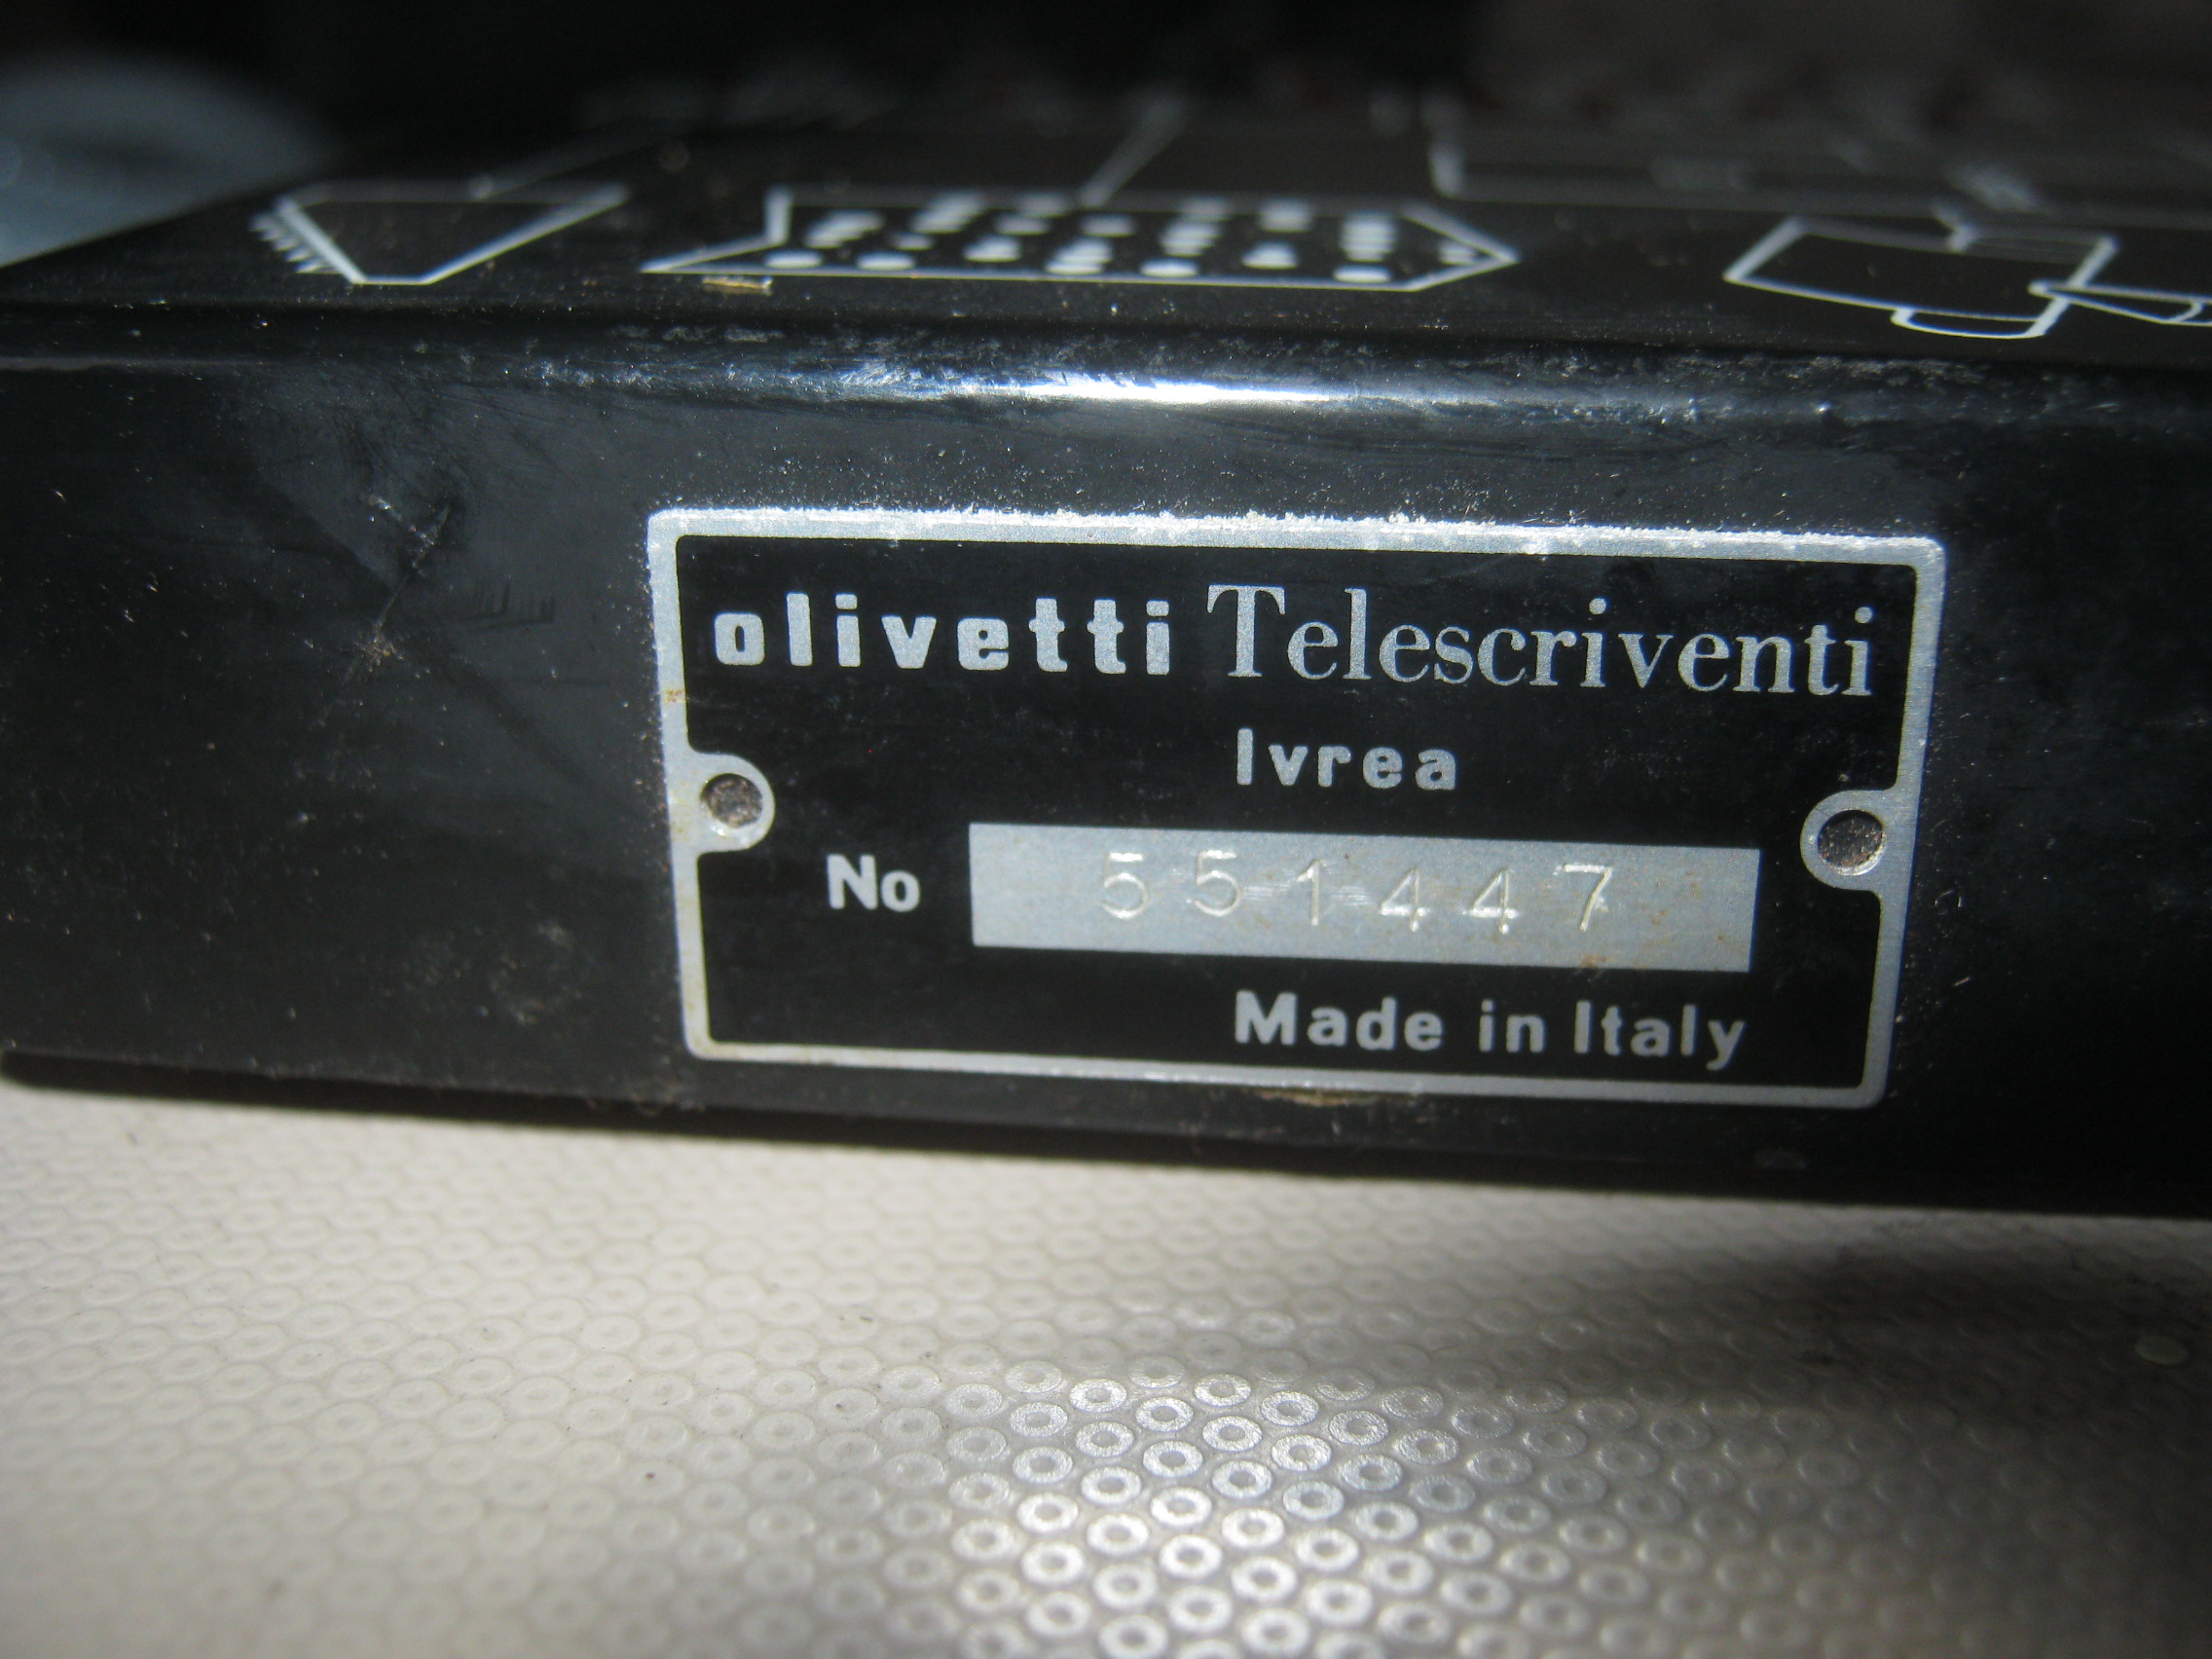 olivetti Telescriventi
Ivrea
No 551447
Made in Italy